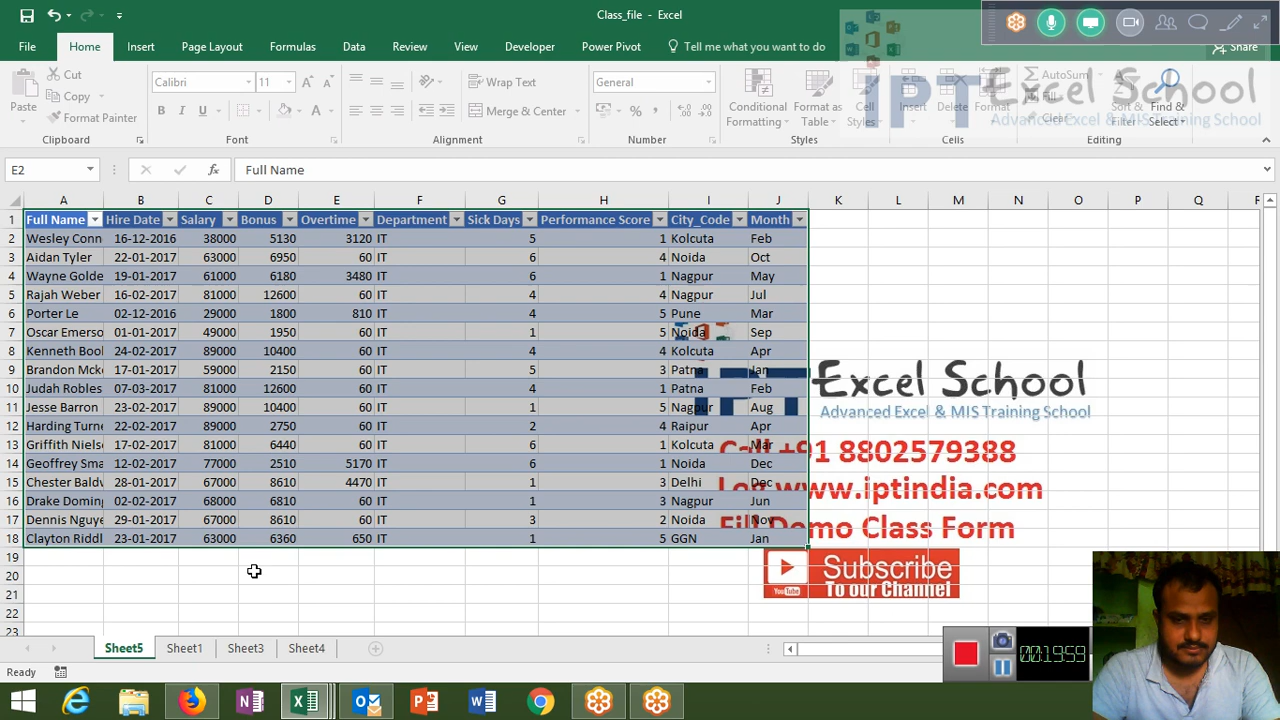 Class_file - Excel
File Home Insert Page Layout Formulas Data Review View Developer Power Pivot Tell me what you want to do Share
Cut
Copy
Format Painter
Paste
Calibri 11
B I U
Wrap Text
Merge & Center
General
Conditional Formatting
Format as Table
Cell Styles
Insert Delete Format
AutoSum
Fill
Clear
Sort & Filter
Find & Select
IPT Excel School
Advanced Excel & MIS Training School
Clipboard Font Alignment Number Styles Cells Editing
E2 fx Full Name
A B C D E F G H I J K L M N O P Q R
1 Full Name Hire Date Salary Bonus Overtime Department Sick Days Performance Score City_Code Month
2 Wesley Conn 16-12-2016 38000 5130 3120 IT 5 1 Kolcuta Feb
3 Aidan Tyler 22-01-2017 63000 6950 60 IT 6 4 Noida Oct
4 Wayne Golde 19-01-2017 61000 6180 3480 IT 6 1 Nagpur May
5 Rajah Weber 16-02-2017 81000 12600 60 IT 4 4 Nagpur Jul
6 Porter Le 02-12-2016 29000 1800 810 IT 4 5 Pune Mar
7 Oscar Emerso 01-01-2017 49000 1950 60 IT 1 5 Noida Sep
8 Kenneth Bool 24-02-2017 89000 10400 60 IT 4 4 Kolcuta Apr
9 Brandon Mck 17-01-2017 59000 2150 60 IT 5 3 Patna Jan
10 Judah Robles 07-03-2017 81000 12600 60 IT 4 1 Patna Feb
11 Jesse Barron 23-02-2017 89000 10400 60 IT 1 5 Nagpur Aug
12 Harding Turne 22-02-2017 89000 2750 60 IT 2 4 Raipur Apr
13 Griffith Niels 17-02-2017 81000 6440 60 IT 6 1 Kolcuta Mar
14 Geoffrey Sma 12-02-2017 77000 2510 5170 IT 6 1 Noida Dec
15 Chester Baldw 28-01-2017 67000 8610 4470 IT 1 3 Delhi Dec
16 Drake Doming 02-02-2017 68000 6810 60 IT 1 3 Nagpur Jun
17 Dennis Nguye 29-01-2017 67000 8610 60 IT 3 2 Noida Nov
18 Clayton Riddl 23-01-2017 63000 6360 650 IT 1 5 GGN Jan
19
20
21
22
23
Excel School
Advanced Excel & MIS Training School
Call +91 8802579388
Log www.iptindia.com
Fill Demo Class Form
Subscribe
To our Channel
YouTube
Sheet5 Sheet1 Sheet3 Sheet4
Ready
00:19:59